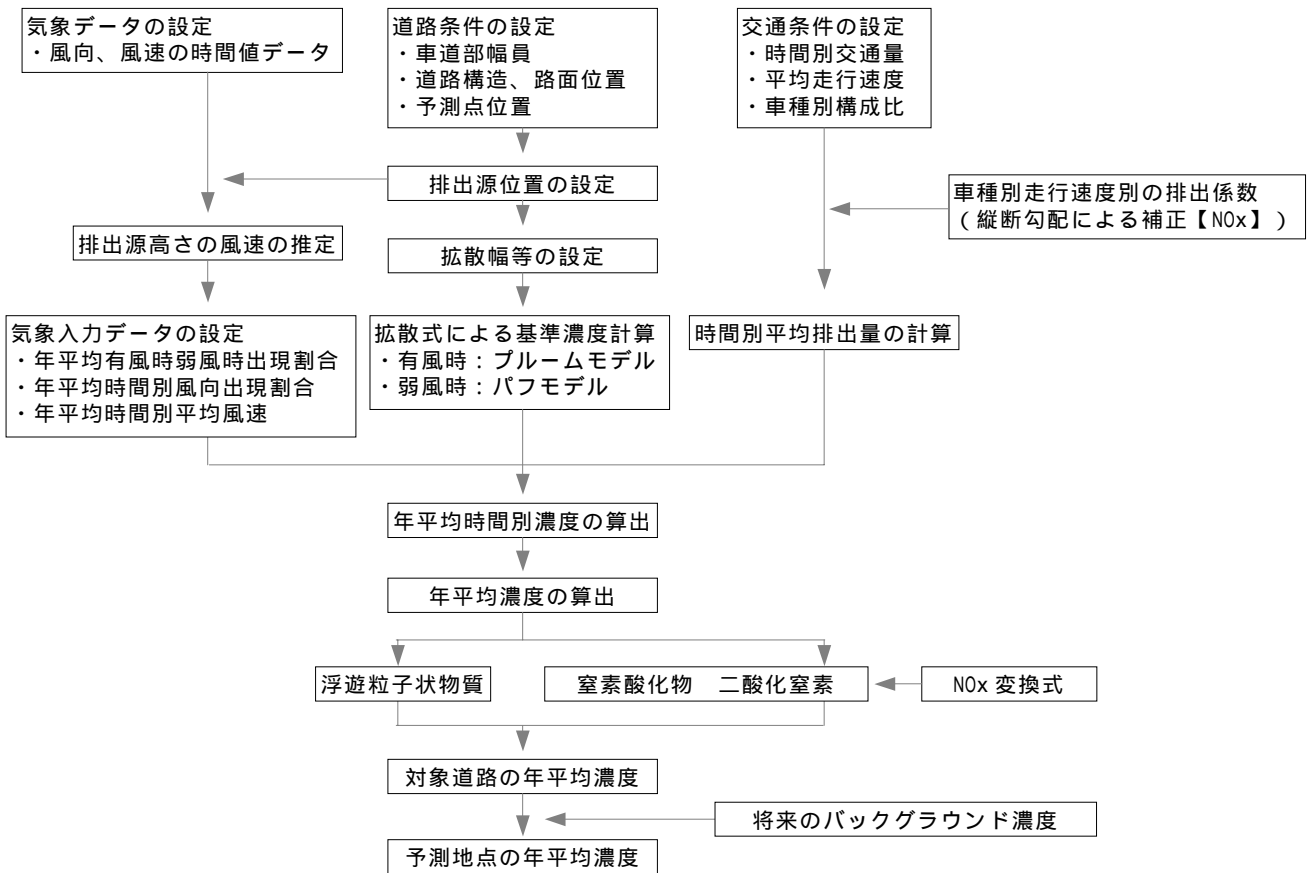 気象データの設定
・風向、風速の時間値データ
道路条件の設定
・車道部幅員
・道路構造、路面位置
・予測点位置
交通条件の設定
・時間別交通量
・平均走行速度
・車種別構成比
排出源位置の設定
車種別走行速度別の排出係数
(縦断勾配による補正【NOx】)
排出源高さの風速の推定
拡散幅等の設定
気象入力データの設定
・年平均有風時弱風時出現割合
・年平均時間別風向出現割合
・年平均時間別平均風速
拡散式による基準濃度計算
・有風時:プルームモデル
・弱風時:パフモデル
時間別平均排出量の計算
年平均時間別濃度の算出
年平均濃度の算出
浮遊粒子状物質
窒素酸化物 二酸化窒素
NOx変換式
対象道路の年平均濃度
将来のバックグラウンド濃度
予測地点の年平均濃度